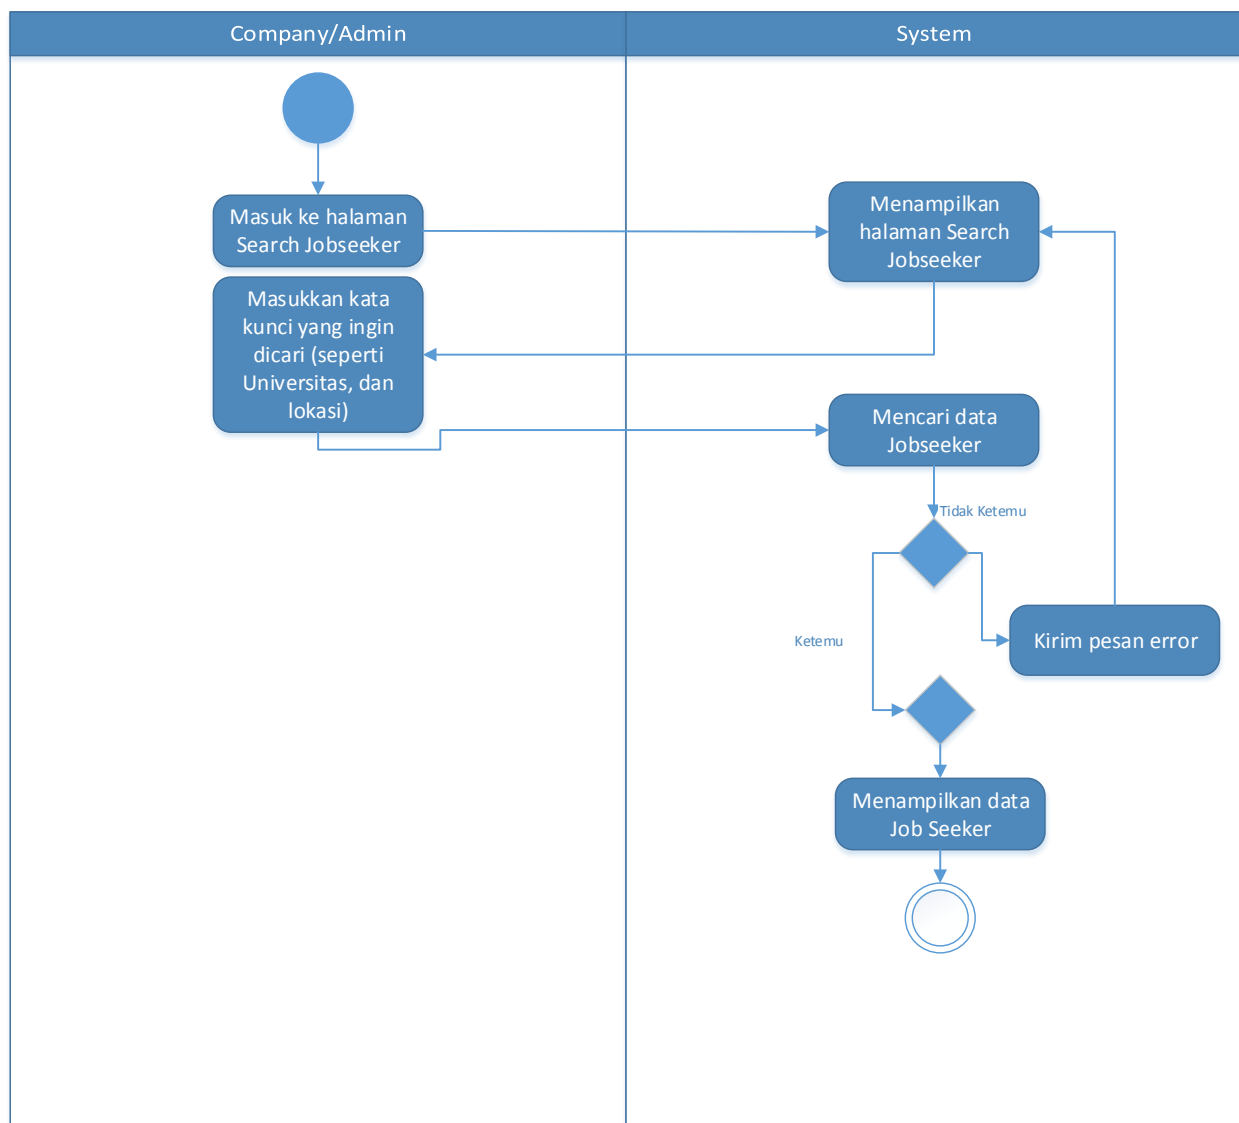 Company/Admin
System
Masuk ke halaman
Search Jobseeker
Menampilkan
halaman Search
Jobseeker
Masukkan kata
kunci yang ingin
dicari (seperti
Universitas, dan
lokasi)
Mencari data
Jobseeker
Tidak Ketemu
Ketemu
Kirim pesan error
Menampilkan data
Job Seeker